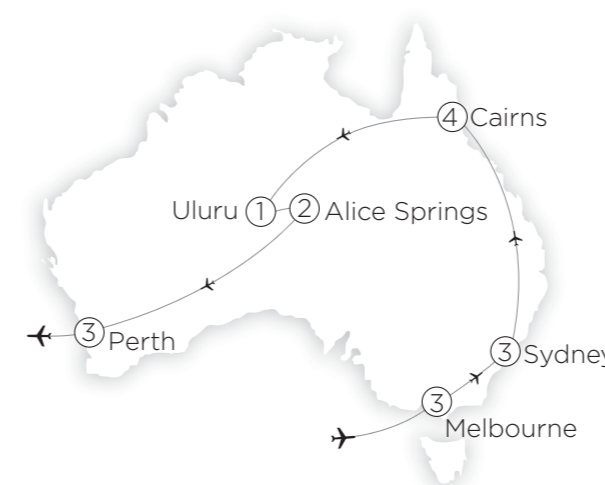 4 Cairns
Uluru 1 2 Alice Springs
3 Perth
3 Sydney
3
Melbourne